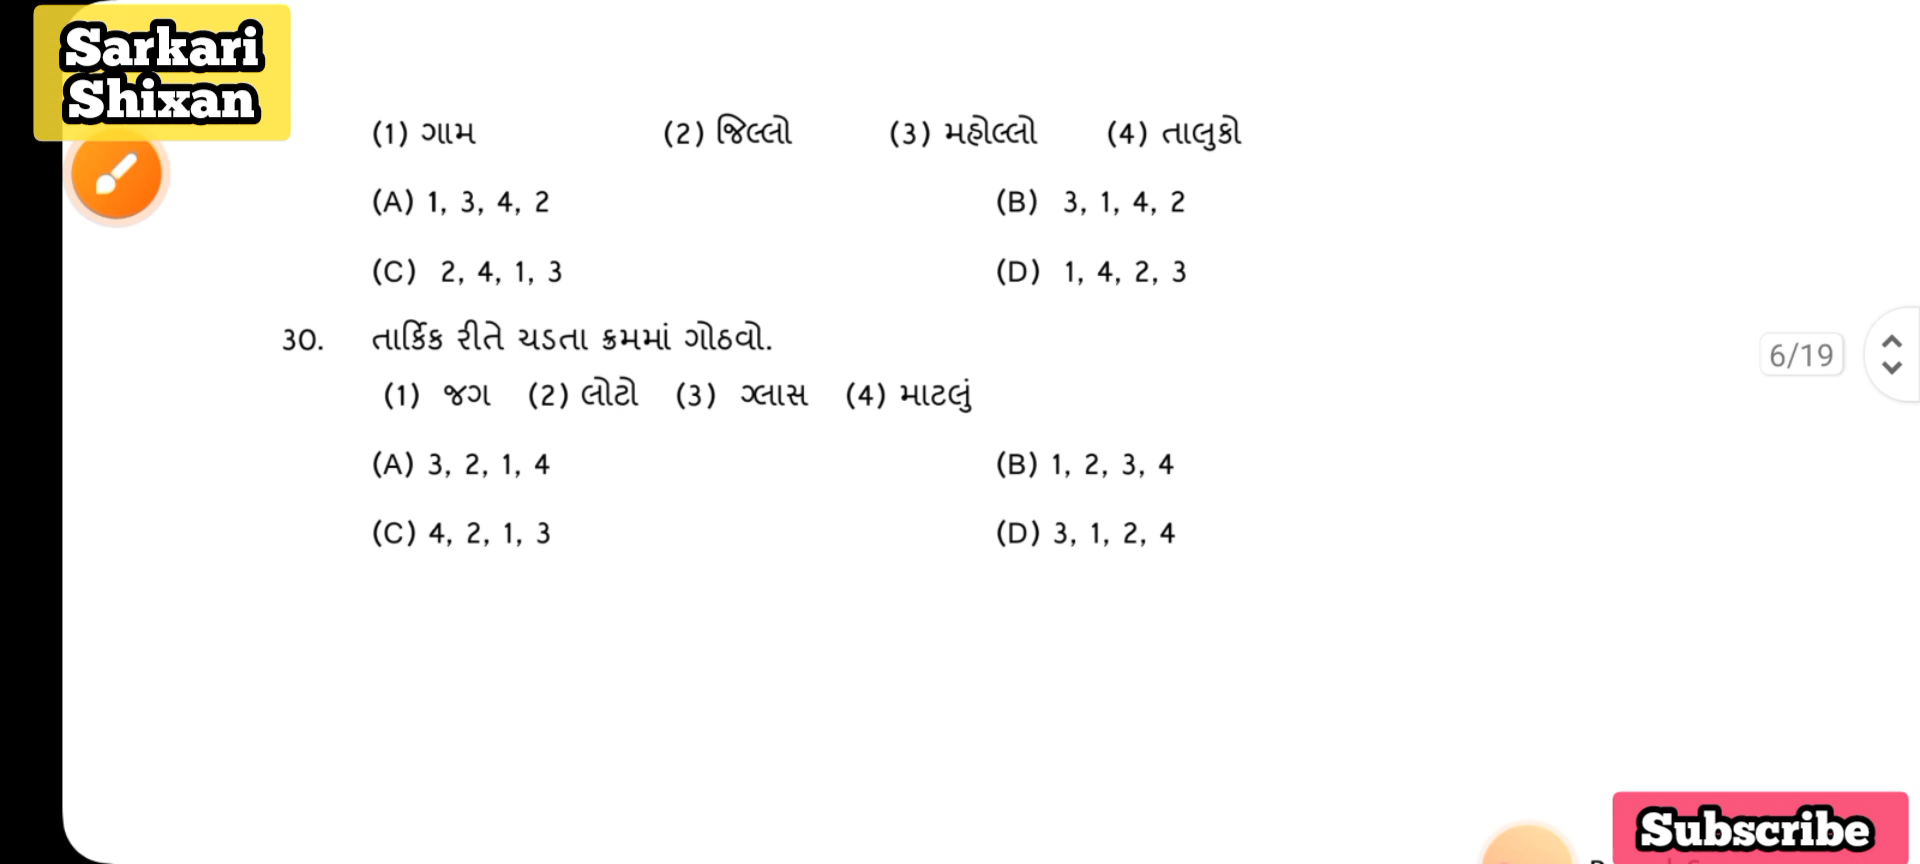 Sarkari
Shixan
(1) ગામ (2) જિલ્લો (3) મહોલ્લો (4) તાલુકો
(A) 1, 3, 4, 2 (B) 3, 1, 4, 2
(C) 2, 4, 1, 3 (D) 1, 4, 2, 3
30. તાર્કિક રીતે ચડતા ક્રમમાં ગોઠવો.
6/19
(1) જગ (2) લોટો (3) ગ્લાસ (4) માટલું
(A) 3, 2, 1, 4 (B) 1, 2, 3, 4
(C) 4, 2, 1, 3 (D) 3, 1, 2, 4
Subscribe